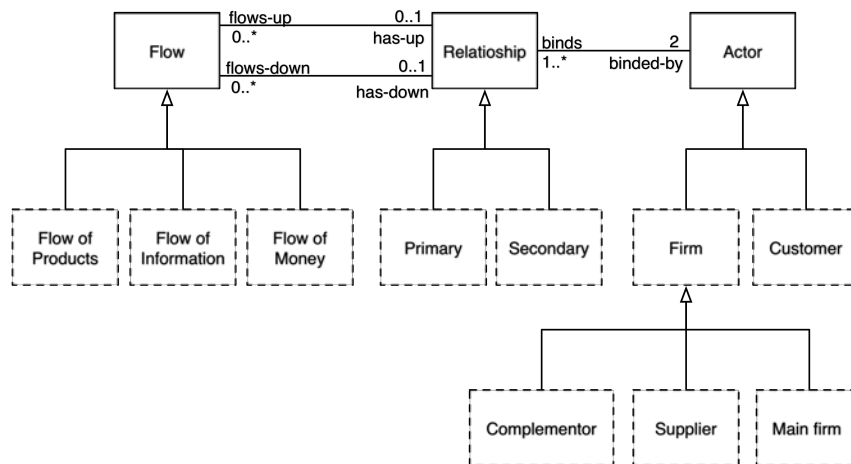 flows-up
0..1
Flow
0..*
has-up
Relatioship
binds
2
Actor
flows-down
0..1
1..*
binded-by
0..*
has-down
Flow of
Products
Flow of
Information
Flow of
Money
Primary
Secondary
Firm
Customer
Complementor
Supplier
Main firm